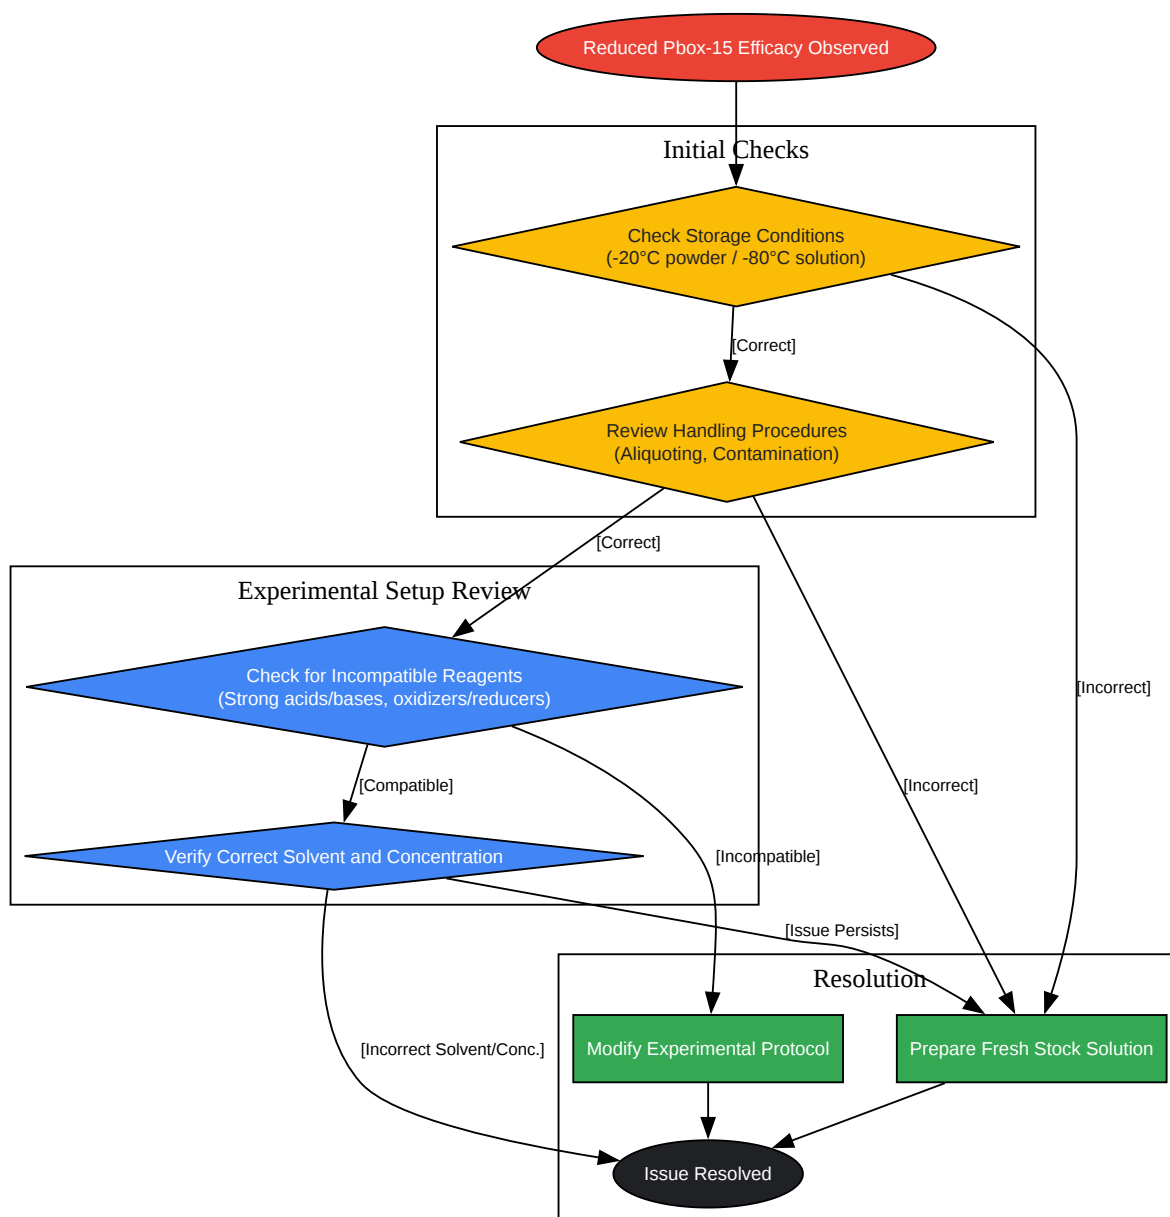 Reduced Pbox-15 Efficacy Observed
Initial Checks
Check Storage Conditions
(-20°C powder / -80°C solution)
[Correct]
Review Handling Procedures
(Aliquoting, Contamination)
[Correct]
Experimental Setup Review
Check for Incompatible Reagents
(Strong acids/bases, oxidizers/reducers)
[Incorrect]
[Compatible]
[Incorrect]
Verify Correct Solvent and Concentration
[Incompatible]
[Issue Persists]
Resolution
[Incorrect Solvent/Conc.]
Modify Experimental Protocol
Prepare Fresh Stock Solution
Issue Resolved